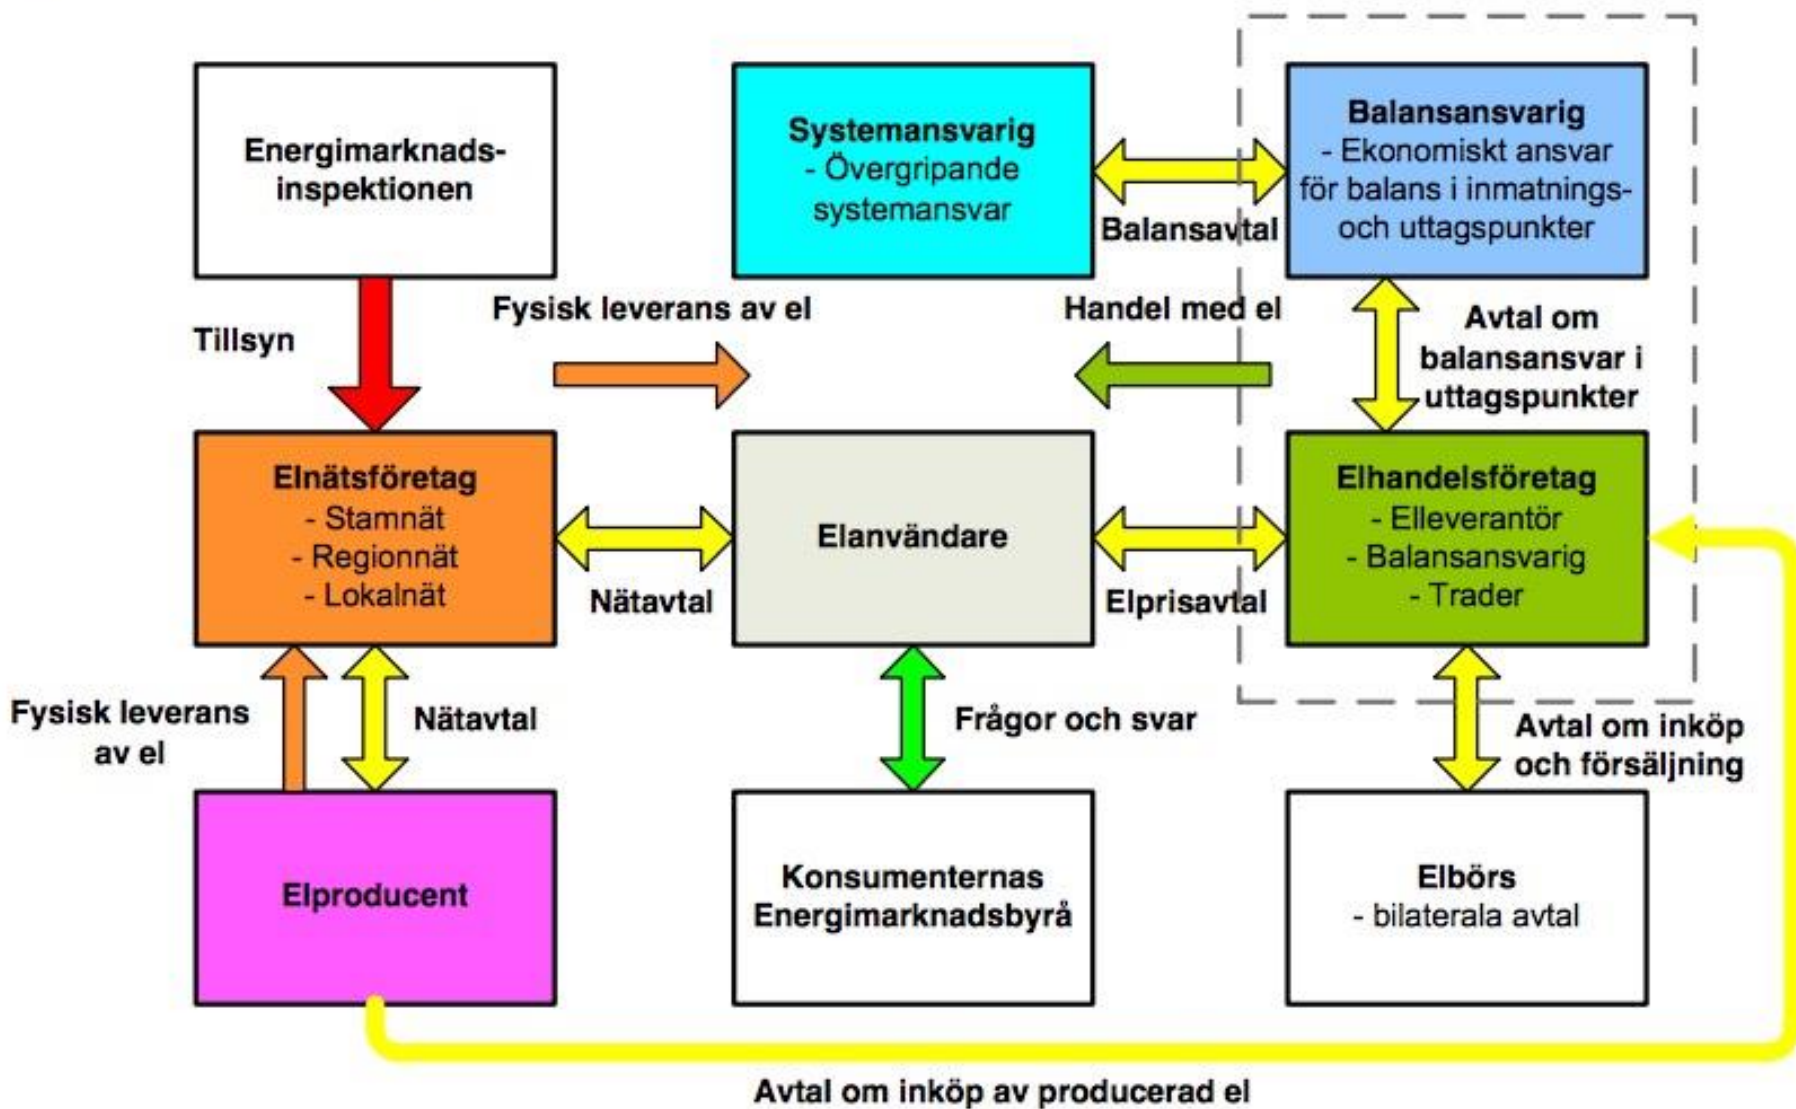 Energimarknads-
inspektionen
Systemansvarig
- Övergripande
systemansvar
Balansansvarig
- Ekonomiskt ansvar
för balans i inmatnings-
och uttagspunkter
Balansavtal
Tillsyn
Fysisk leverans av el
Handel med el
Avtal om
balansansvar i
uttagspunkter
Elnätsföretag
- Stamnät
- Regionnät
- Lokalnät
Nätavtal
Elanvändare
Elprisavtal
Elhandelsföretag
- Elleverantör
- Balansansvarig
- Trader
Fysisk leverans
av el
Nätavtal
Frågor och svar
Avtal om inköp
och försäljning
Elproducent
Konsumenternas
Energimarknadsbyrå
Elbörs
- bilaterala avtal
Avtal om inköp av producerad el